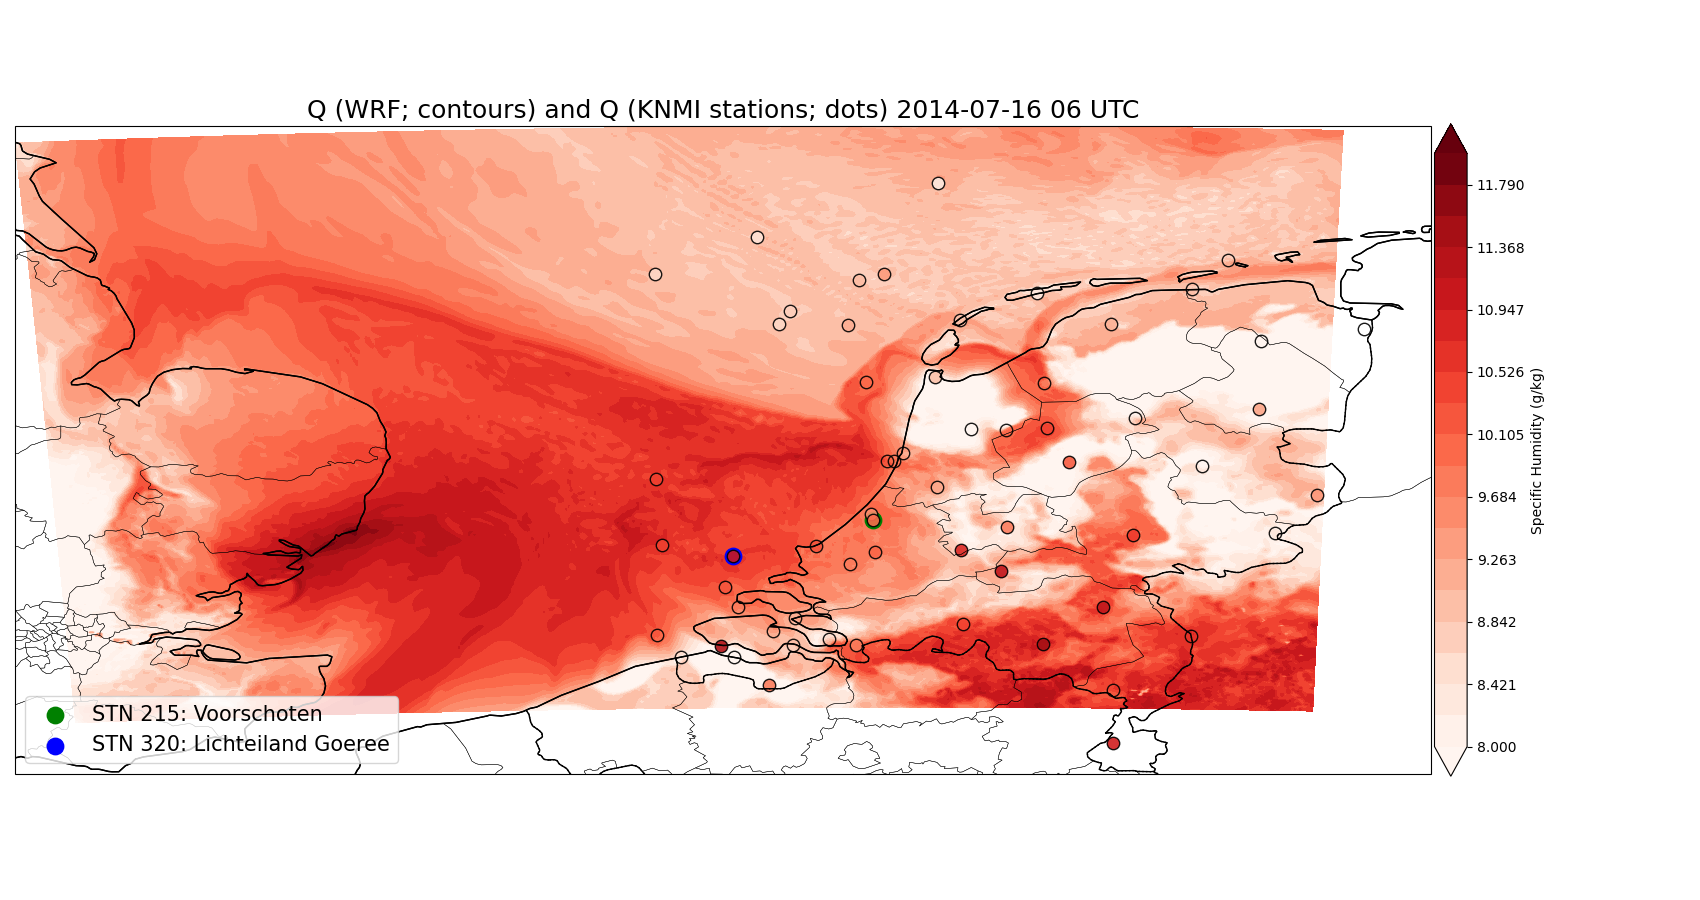 Q (WRF; contours) and Q (KNMI stations; dots) 2014-07-16 06 UTC
11.790
11.368
10.947
10.526
10.105
9.684
9.263
8.842
8.421
8.000
Specific Humidity (g/kg)
STN 215: Voorschoten
STN 320: Lichteiland Goeree